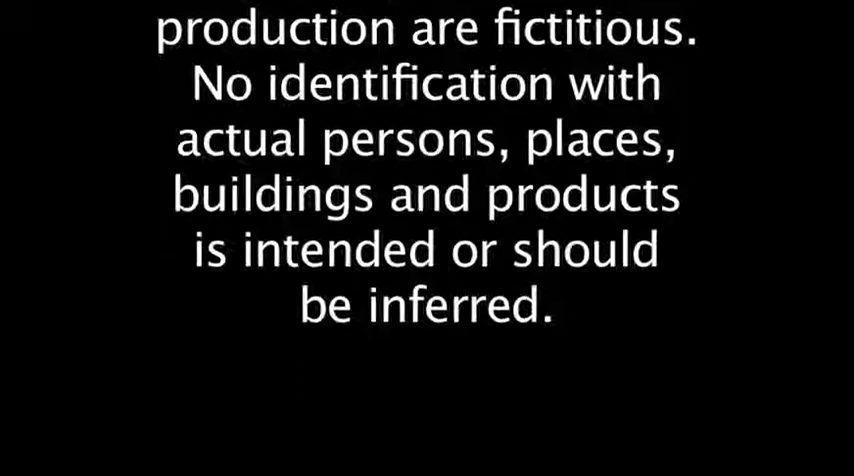 production are fictitious.
No identification with
actual persons, places,
buildings and products
is intended or should
be inferred.